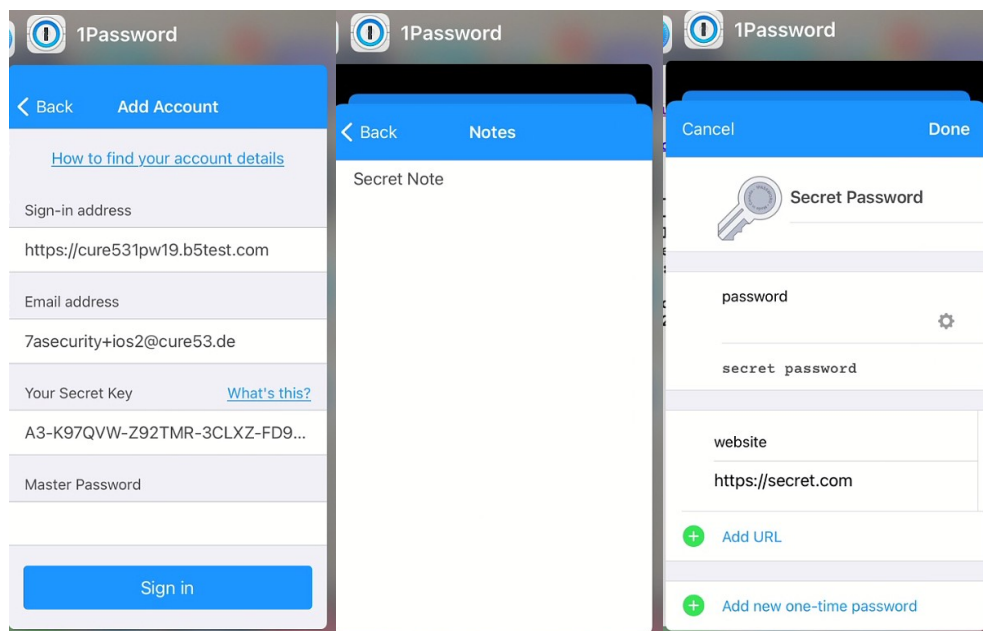 1Password
Back
Add Account
How to find your account details
Sign-in address
https://cure531pw19.b5test.com
Email address
7asecurity+ios2@cure53.de
Your Secret Key
What's this?
A3-K97QVW-Z92TMR-3CLXZ-FD9...
Master Password
Sign in
1Password
Back
Notes
Secret Note
1Password
Cancel
Done
Secret Password
password
secret password
website
https://secret.com
Add URL
Add new one-time password